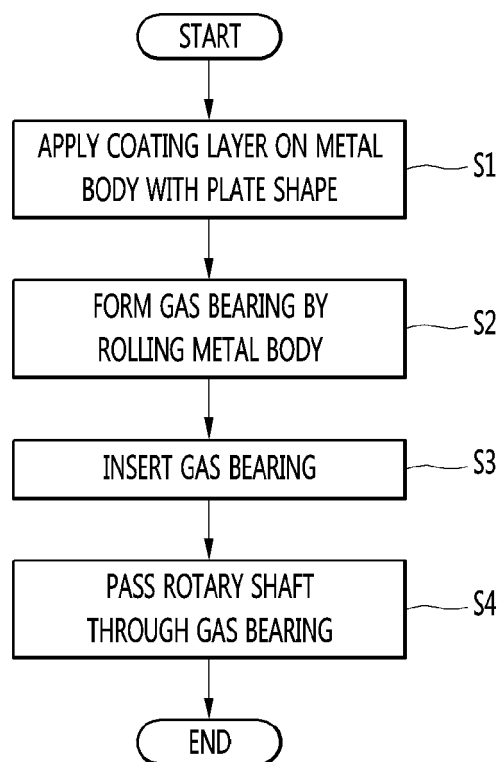 START
APPLY COATING LAYER ON METAL
BODY WITH PLATE SHAPE
S1
FORM GAS BEARING BY
ROLLING METAL BODY
S2
INSERT GAS BEARING
S3
PASS ROTARY SHAFT
THROUGH GAS BEARING
S4
END